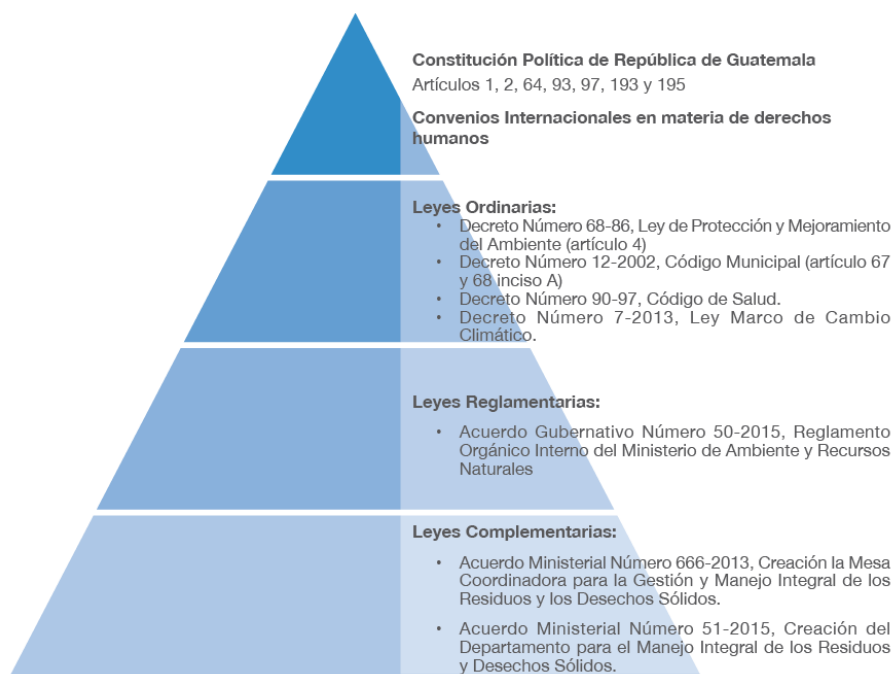 Constitución Política de República de Guatemala
Artículos 1, 2, 64, 93, 97, 193 y 195
Convenios Internacionales en materia de derechos
humanos
Leyes Ordinarias:
• Decreto Número 68-86, Ley de Protección y Mejoramiento
del Ambiente (artículo 4)
• Decreto Número 12-2002, Código Municipal (artículo 67
y 68 inciso A)
• Decreto Número 90-97, Código de Salud.
• Decreto Número 7-2013, Ley Marco de Cambio
Climático.
Leyes Reglamentarias:
• Acuerdo Gubernativo Número 50-2015, Reglamento
Orgánico Interno del Ministerio de Ambiente y Recursos
Naturales
Leyes Complementarias:
• Acuerdo Ministerial Número 666-2013, Creación la Mesa
Coordinadora para la Gestión y Manejo Integral de los
Residuos y los Desechos Sólidos.
• Acuerdo Ministerial Número 51-2015, Creación del
Departamento para el Manejo Integral de los Residuos
y Desechos Sólidos.